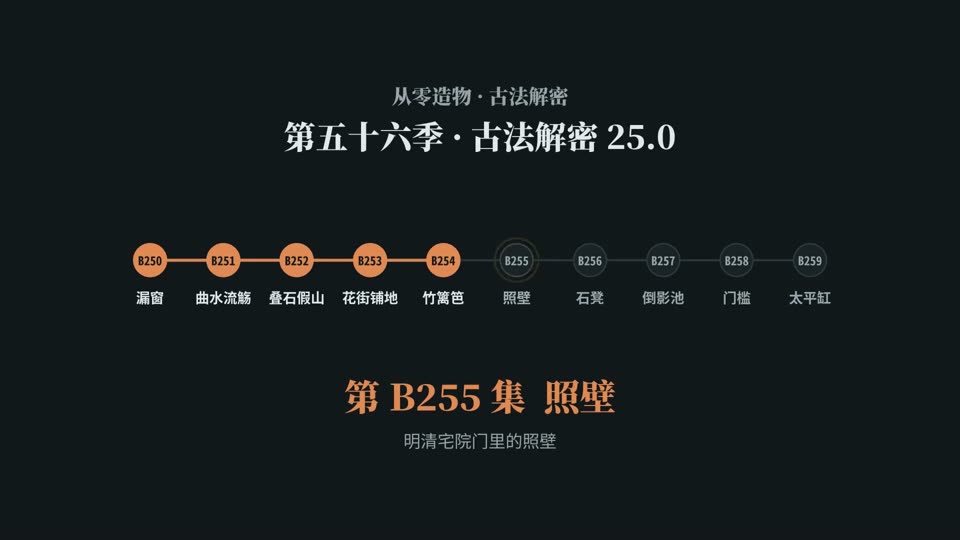 从零造物 · 古法解密
第五十六季 · 古法解密 25.0
B250 B251 B252 B253 B254 B255 B256 B257 B258 B259
漏窗 曲水流觞 叠石假山 花街铺地 竹篱笆 照壁 石凳 倒影池 门槛 太平缸
第 B255 集 照壁
明清宅院门里的照壁